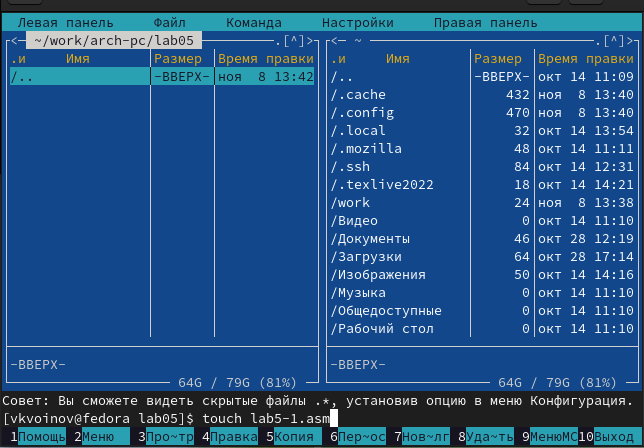 Левая панель Файл Команда Настройки Правая панель
<─ ~/work/arch-pc/lab05 ─.[^]> <─ ~ ─.[^]>
.и Имя Размер Время правки .и Имя Размер Время правки
/.. -ВВЕРХ- ноя 8 13:42 /.. -ВВЕРХ- окт 14 11:09
/.cache 432 ноя 8 13:40
/.config 470 ноя 8 13:40
/.local 32 окт 14 13:54
/.mozilla 48 окт 14 11:11
/.ssh 84 окт 14 12:31
/.texlive2022 18 окт 14 14:21
/work 24 ноя 8 13:38
/Видео 0 окт 14 11:10
/Документы 46 окт 28 12:19
/Загрузки 64 окт 28 17:14
/Изображения 50 окт 14 14:16
/Музыка 0 окт 14 11:10
/Общедоступные 0 окт 14 11:10
/Рабочий стол 0 окт 14 11:10
-ВВЕРХ- -ВВЕРХ-
64G / 79G (81%) 64G / 79G (81%)
Совет: Вы сможете видеть скрытые файлы .*, установив опцию в меню Конфигурация.
[vkvoinov@fedora lab05]$ touch lab5-1.asm
1Помощь 2Меню 3Про~тр 4Правка 5Копия 6Пер~ос 7Нов~лг 8Уда~ть 9МенюMC 10Выход